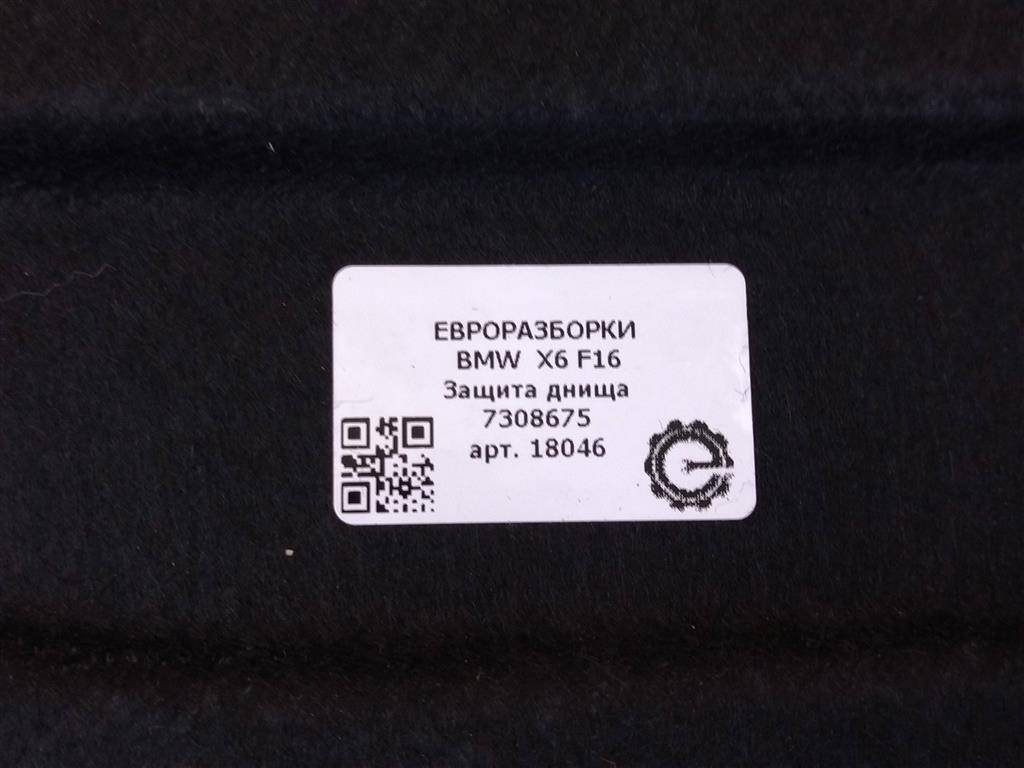 ЕВРОРАЗБОРКИ
BMW X6 F16
Защита днища
7308675
арт. 18046